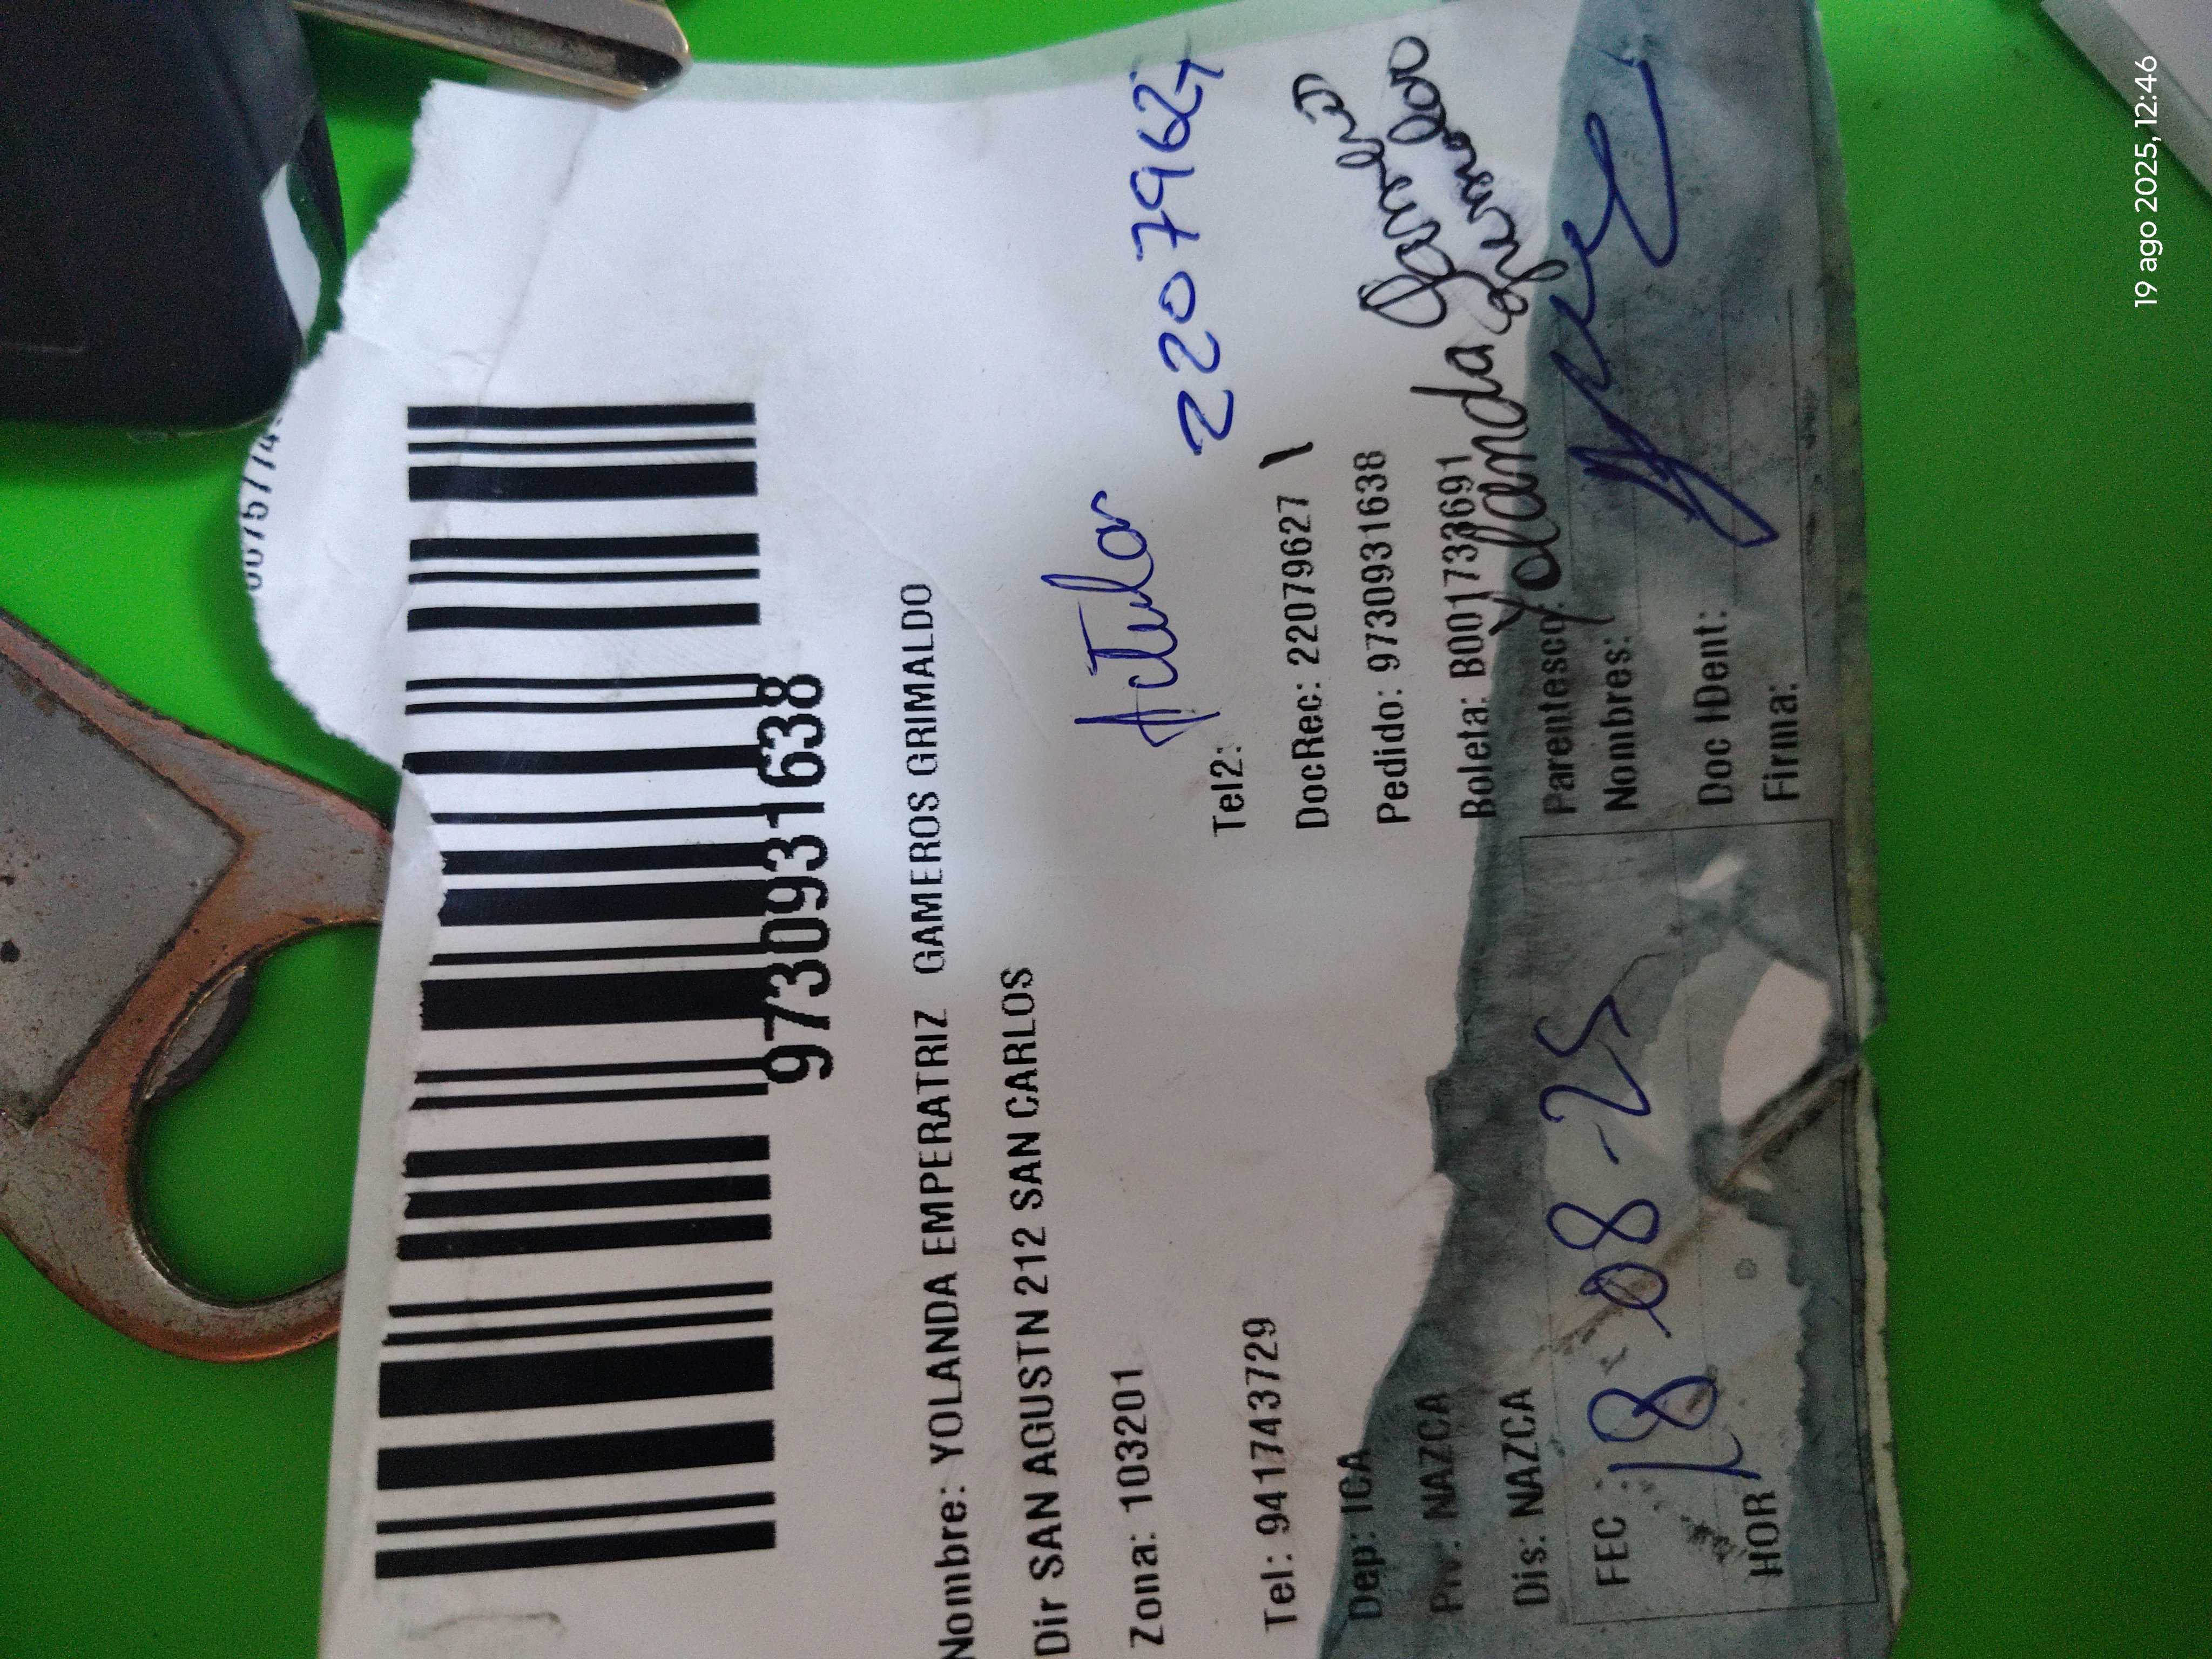 9730931638
Nombre: YOLANDA EMPERATRIZ GAMEROS GRIMALDO
Dir SAN AGUSTN 212 SAN CARLOS
Zona: 103201
Tel: 941743729
Tel2:
22079627
DocRec: 22079627
Pedido: 9730931638
Boleta: B001733691
Dep: ICA
Prv: NAZCA
Dis: NAZCA
Parentesco:
Yolanda
Nombres:
Doc IDent:
Firma:
FEC : 18 08-25
HOR
19 ago 2025, 12:46